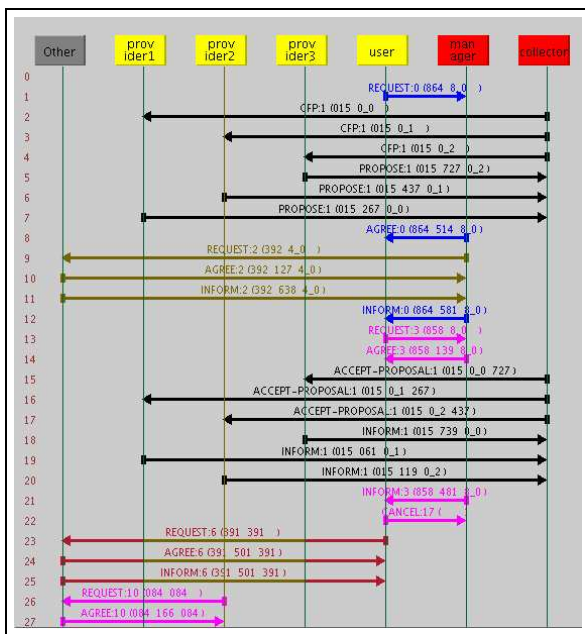 Other
prov
ider1
prov
ider2
prov
ider3
user
man
ager
collector
0
REQUEST:0 (864 8_0 )
1
CFP:1 (015 0_0 )
2
CFP:1 (015 0_1 )
3
CFP:1 (015 0_2 )
4
PROPOSE:1 (015 727 0_2)
5
PROPOSE:1 (015 437 0_1)
6
PROPOSE:1 (015 267 0_0)
7
AGREE:0 (864 514 8_0)
8
REQUEST:2 (392 4_0 )
9
AGREE:2 (392 127 4_0)
10
INFORM:2 (392 638 4_0)
11
INFORM:0 (864 581 8_0)
12
REQUEST:3 (858 8_0 )
13
AGREE:3 (858 139 8_0)
14
ACCEPT-PROPOSAL:1 (015 0_0 727)
15
ACCEPT-PROPOSAL:1 (015 0_1 267)
16
ACCEPT-PROPOSAL:1 (015 0_2 437)
17
INFORM:1 (015 739 0_0)
18
INFORM:1 (015 061 0_1)
19
INFORM:1 (015 119 0_2)
20
INFORM:3 (858 481 8_0)
21
CANCEL:17 ( )
22
REQUEST:6 (391 391 )
23
AGREE:6 (391 501 391)
24
INFORM:6 (391 501 391)
25
REQUEST:10 (084 084 )
26
AGREE:10 (084 166 084)
27